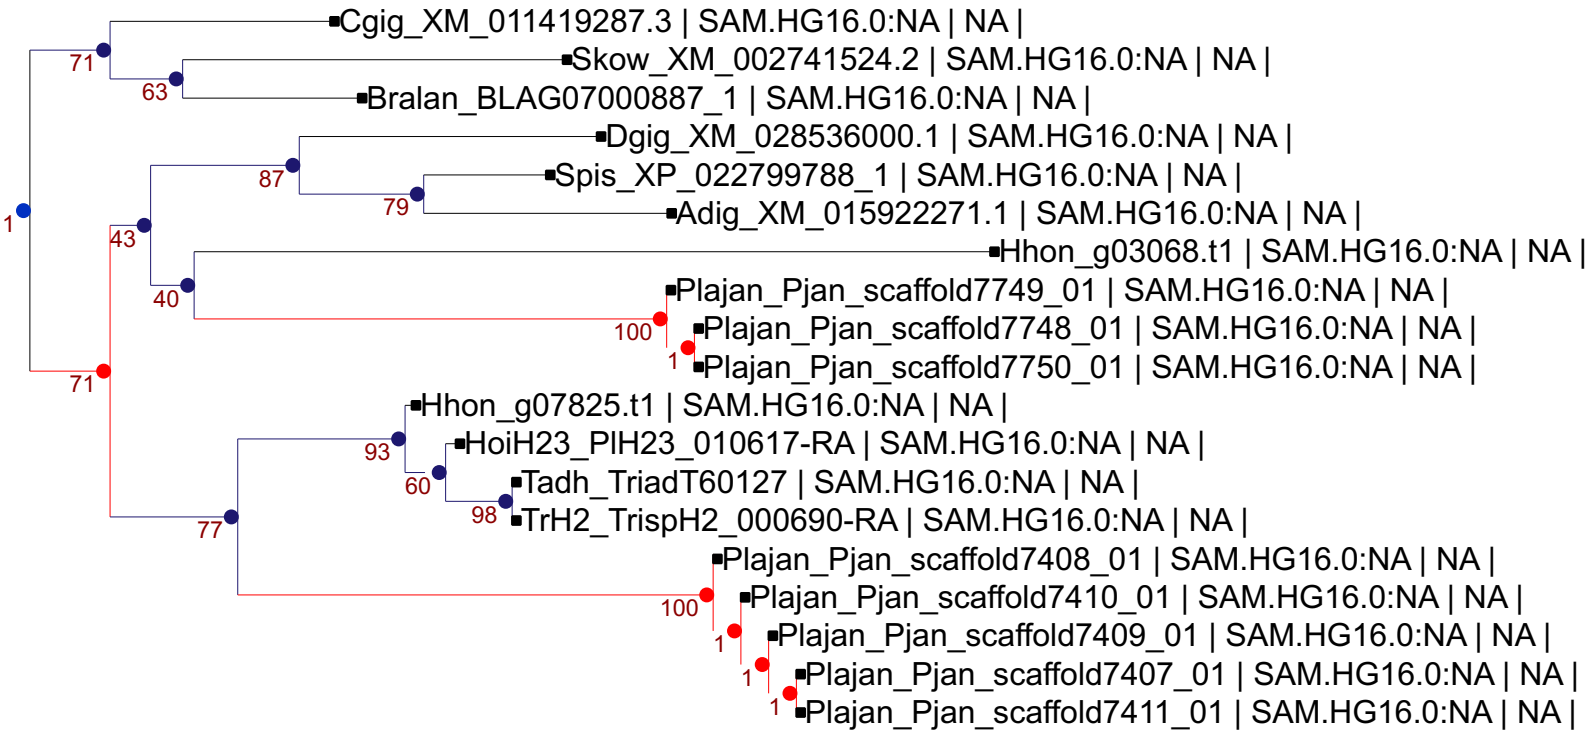 Cgig_XM_011419287.3 | SAM.HG16.0:NA | NA |
71
Skow_XM_002741524.2 | SAM.HG16.0:NA | NA |
63
Bralan_BLAG07000887_1 | SAM.HG16.0:NA | NA |
Dgig_XM_028536000.1 | SAM.HG16.0:NA | NA |
87
Spis_XP_022799788_1 | SAM.HG16.0:NA | NA |
79
1
Adig_XM_015922271.1 | SAM.HG16.0:NA | NA |
43
Hhon_g03068.t1 | SAM.HG16.0:NA | NA |
40
Plajan_Pjan_scaffold7749_01 | SAM.HG16.0:NA | NA |
100
Plajan_Pjan_scaffold7748_01 | SAM.HG16.0:NA | NA |
1
Plajan_Pjan_scaffold7750_01 | SAM.HG16.0:NA | NA |
71
Hhon_g07825.t1 | SAM.HG16.0:NA | NA |
93
HoiH23_PlH23_010617-RA | SAM.HG16.0:NA | NA |
60
Tadh_TriadT60127 | SAM.HG16.0:NA | NA |
98
TrH2_TrispH2_000690-RA | SAM.HG16.0:NA | NA |
77
Plajan_Pjan_scaffold7408_01 | SAM.HG16.0:NA | NA |
100
Plajan_Pjan_scaffold7410_01 | SAM.HG16.0:NA | NA |
1
Plajan_Pjan_scaffold7409_01 | SAM.HG16.0:NA | NA |
1
Plajan_Pjan_scaffold7407_01 | SAM.HG16.0:NA | NA |
1
Plajan_Pjan_scaffold7411_01 | SAM.HG16.0:NA | NA |